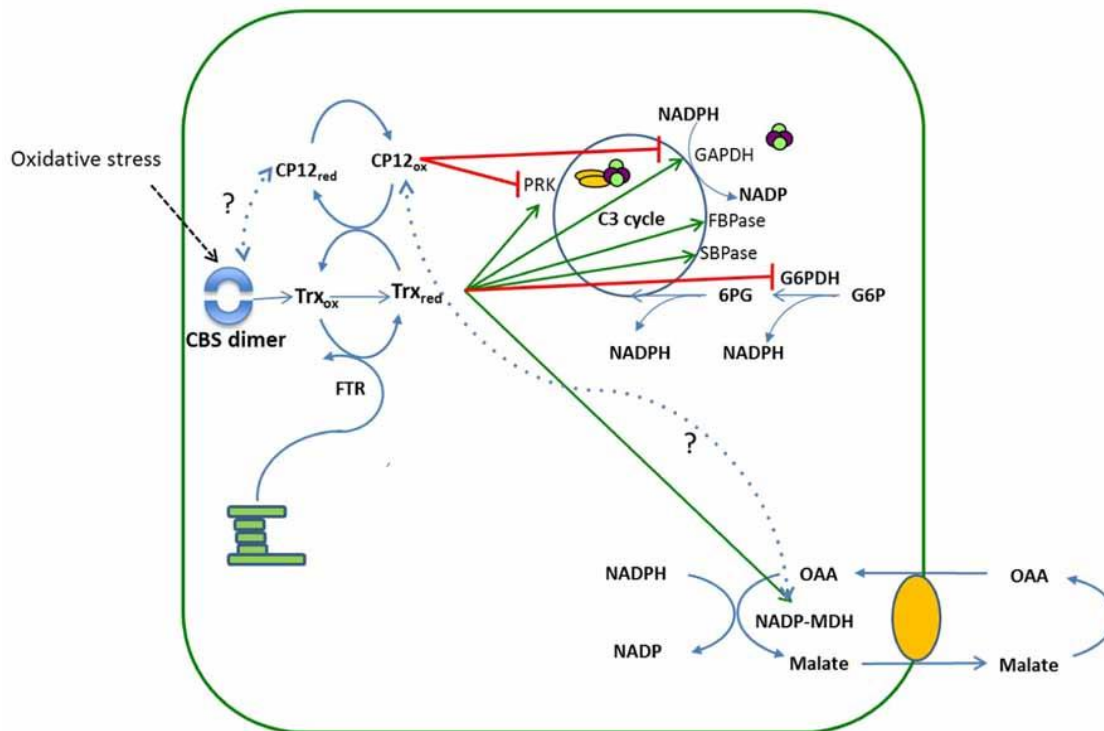 NADPH
Oxidative stress
CP12ox
GAPDH
CP12red
PRK
NADP
?
C3 cycle
FBPase
SBPase
Trxox
Trxred
G6PDH
CBS dimer
6PG
G6P
FTR
NADPH
NADPH
?
NADPH
OAA
OAA
NADP-MDH
NADP
Malate
Malate